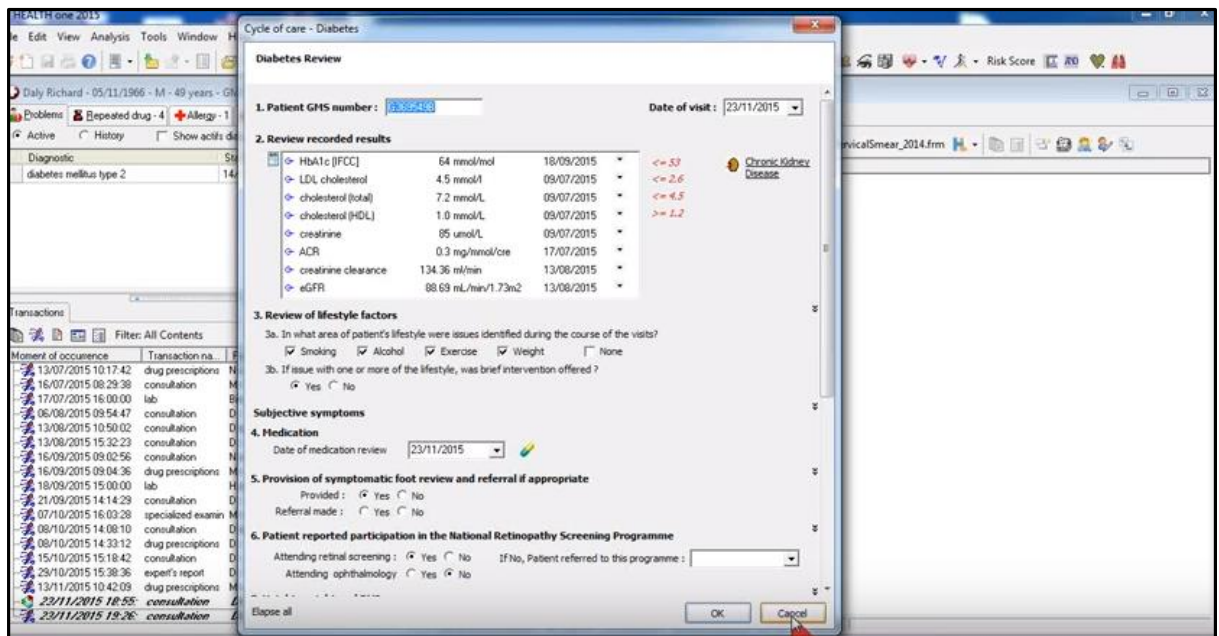 HEALTH one 2015
Edit View Analysis Tools Window H
Cycle of care - Diabetes
Risk Score
Daly Richard - 05/11/1966 - M - 49 years -
Problems Repeated drug - 4 Allergy - 1
Active History Show actifs
Diagnostic
diabetes mellitus type 2 14/
vicalSmear_2014.frm
Transactions
Filter: All Contents
Moment of occurrence Transaction na...
13/07/2015 10:17:42 drug prescriptions N
16/07/2015 08:29:38 consultation M
17/07/2015 16:00:00 lab
06/08/2015 09:54:47 consultation D
13/08/2015 10:50:02 consultation D
13/08/2015 15:32:23 consultation D
16/09/2015 09:02:56 consultation N
16/09/2015 09:04:36 drug prescriptions M
18/09/2015 15:00:00 lab H
21/09/2015 14:14:29 consultation D
07/10/2015 16:03:28 specialized examin M
08/10/2015 14:08:10 consultation D
08/10/2015 14:33:12 drug prescriptions D
15/10/2015 15:18:42 consultation D
29/10/2015 15:38:36 expert's report D
13/11/2015 10:42:09 drug prescriptions M
23/11/2015 18:55: consultation
23/11/2015 19:26: consultation
Diabetes Review
1. Patient GMS number : Date of visit : 23/11/2015
2. Review recorded results
HbA1c [IFCC] 64 mmol/mol 18/09/2015 <= 53 Chronic Kidney
LDL cholesterol 4.5 mmol/l 09/07/2015 <= 2.6 Disease
cholesterol (total) 7.2 mmol/L 09/07/2015 <= 4.5
cholesterol (HDL) 1.0 mmol/L 09/07/2015 >= 1.2
creatinine 85 umol/L 09/07/2015
ACR 0.3 mg/mmol/cre 17/07/2015
creatinine clearance 134.36 ml/min 13/08/2015
eGFR 88.69 mL/min/1.73m2 13/08/2015
3. Review of lifestyle factors
3a. In what area of patient's lifestyle were issues identified during the course of the visits?
Smoking Alcohol Exercise Weight None
3b. If issue with one or more of the lifestyle, was brief intervention offered ?
Yes No
Subjective symptoms
4. Medication
Date of medication review 23/11/2015
5. Provision of symptomatic foot review and referral if appropriate
Provided : Yes No
Referral made : Yes No
6. Patient reported participation in the National Retinopathy Screening Programme
Attending retinal screening : Yes No If No, Patient referred to this programme :
Attending ophthalmology Yes No
Elapse all OK Cancel